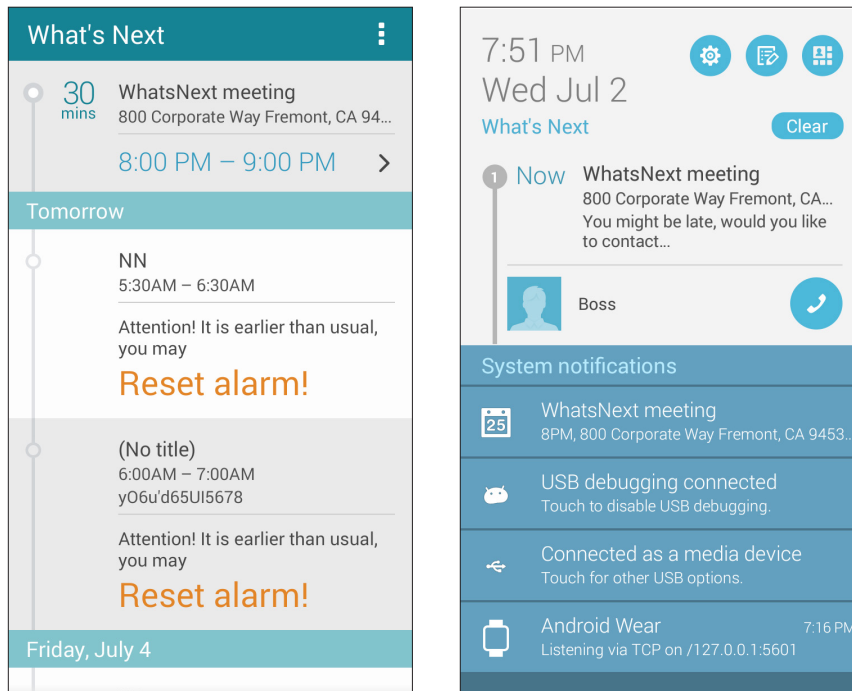 What's Next
30
mins
WhatsNext meeting
800 Corporate Way Fremont, CA 94...
8:00 PM – 9:00 PM
Tomorrow
NN
5:30AM – 6:30AM
Attention! It is earlier than usual,
you may
Reset alarm!
(No title)
6:00AM – 7:00AM
yO6u'd65UI5678
Attention! It is earlier than usual,
you may
Reset alarm!
Friday, July 4
7:51 PM
Wed Jul 2
What's Next
Clear
1
Now
WhatsNext meeting
800 Corporate Way Fremont, CA...
You might be late, would you like
to contact...
Boss
System notifications
25
WhatsNext meeting
8PM, 800 Corporate Way Fremont, CA 9453...
USB debugging connected
Touch to disable USB debugging.
Connected as a media device
Touch for other USB options.
Android Wear
7:16 PM
Listening via TCP on /127.0.0.1:5601